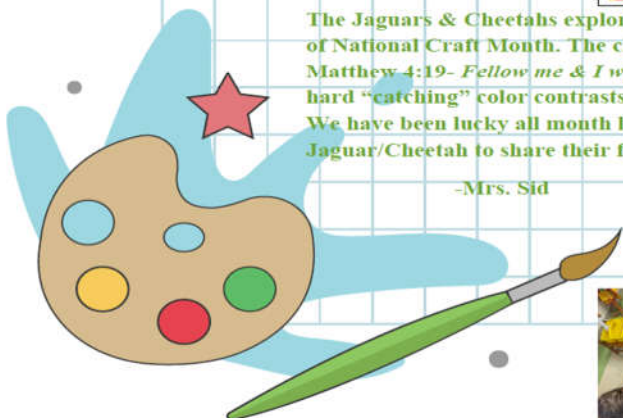 The Jaguars & Cheetahs explor
of National Craft Month. The c
Matthew 4:19- Fellow me & I w
hard “catching” color contrasts
We have been lucky all month l
Jaguar/Cheetah to share their f
-Mrs. Sid